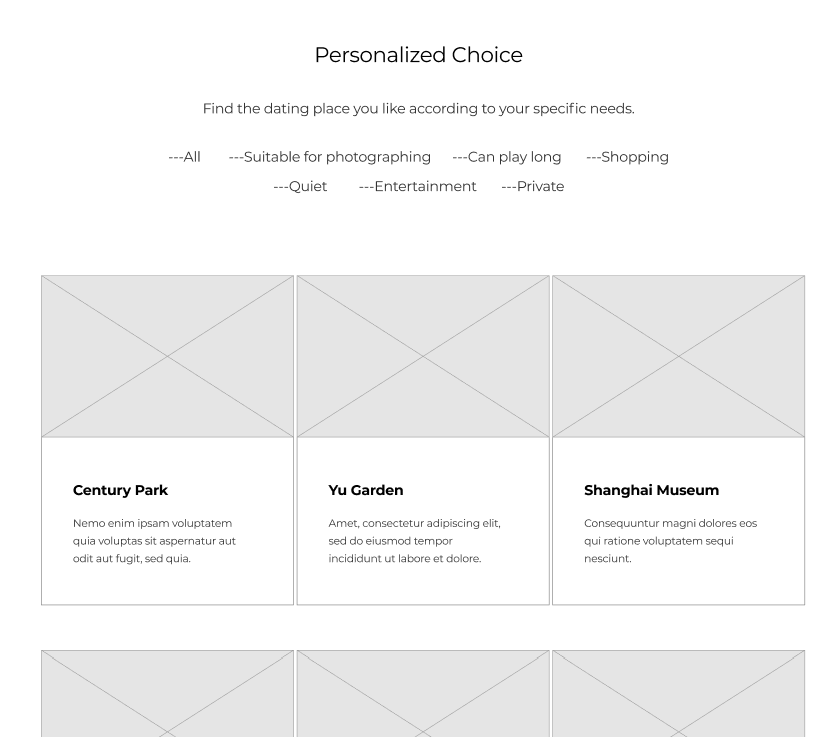 Personalized Choice
Find the dating place you like according to your specific needs.
---All ---Suitable for photographing ---Can play long ---Shopping
---Quiet ---Entertainment ---Private
Century Park
Nemo enim ipsam voluptatem
quia voluptas sit aspernatur aut
odit aut fugit, sed quia.
Yu Garden
Amet, consectetur adipiscing elit,
sed do eiusmod tempor
incididunt ut labore et dolore.
Shanghai Museum
Consequuntur magni dolores eos
qui ratione voluptatem sequi
nesciunt.